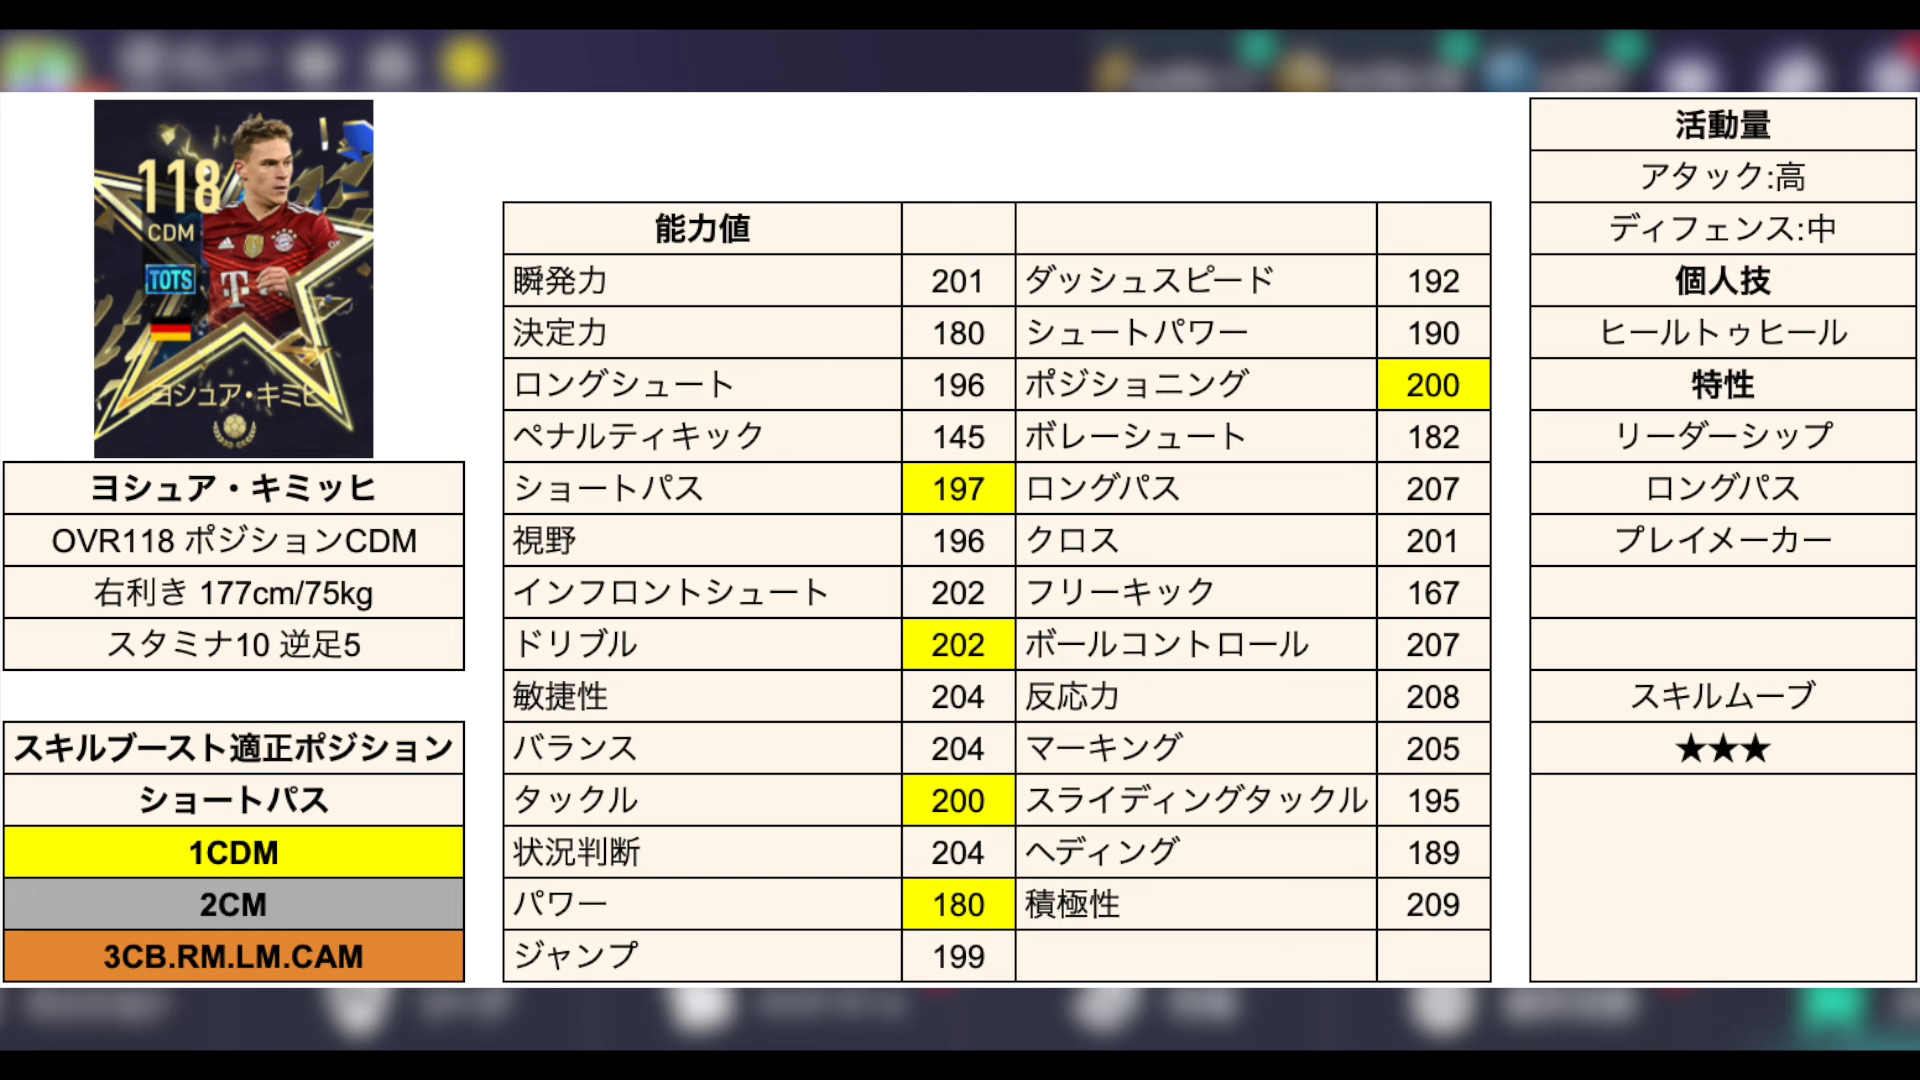 118
CDM
TOTS
T
ヨシュア・キミヒ
ヨシュア・キミッヒ
OVR118 ポジションCDM
右利き 177cm/75kg
スタミナ10 逆足5
スキルブースト適正ポジション
ショートパス
1CDM
2CM
3CB.RM.LM.CAM
能力値
瞬発力 201 ダッシュスピード 192
決定力 180 シュートパワー 190
ロングシュート 196 ポジショニング 200
ペナルティキック 145 ボレーシュート 182
ショートパス 197 ロングパス 207
視野 196 クロス 201
インフロントシュート 202 フリーキック 167
ドリブル 202 ボールコントロール 207
敏捷性 204 反応力 208
バランス 204 マーキング 205
タックル 200 スライディングタックル 195
状況判断 204 ヘディング 189
パワー 180 積極性 209
ジャンプ 199
活動量
アタック:高
ディフェンス:中
個人技
ヒールトゥヒール
特性
リーダーシップ
ロングパス
プレイメーカー
スキルムーブ
★★★